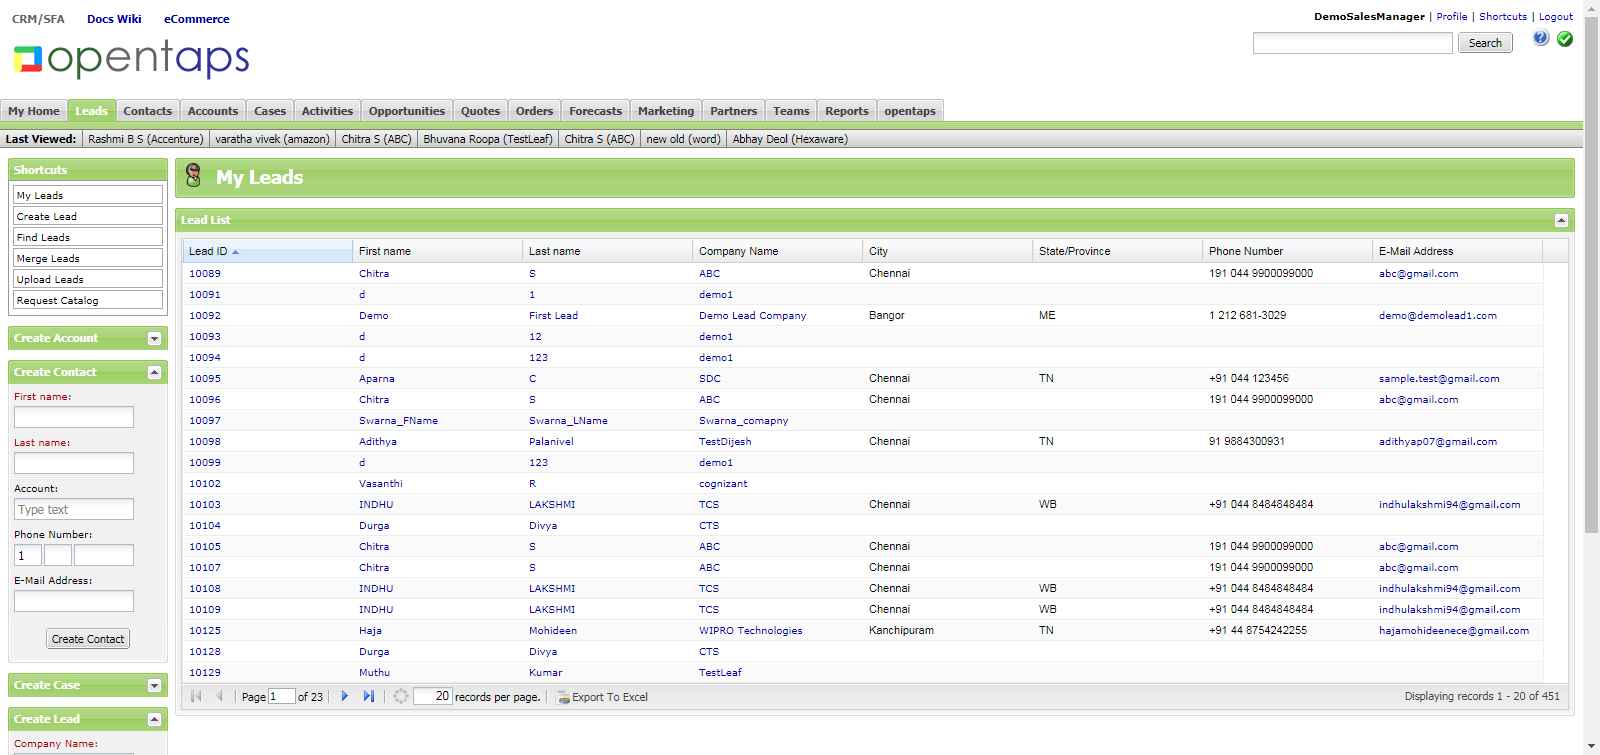 CRM/SFA Docs Wiki eCommerce
DemoSalesManager | Profile | Shortcuts | Logout
opentaps
Search
My Home Leads Contacts Accounts Cases Activities Opportunities Quotes Orders Forecasts Marketing Partners Teams Reports opentaps
Last Viewed: Rashmi B S (Accenture) varatha vivek (amazon) Chitra S (ABC) Bhuvana Roopa (TestLeaf) Chitra S (ABC) new old (word) Abhay Deol (Hexaware)
Shortcuts
My Leads
Create Lead
Find Leads
Merge Leads
Upload Leads
Request Catalog
Create Account
Create Contact
First name:
Last name:
Account:
Type text
Phone Number:
1
E-Mail Address:
Create Contact
Create Case
Create Lead
Company Name:
My Leads
Lead List
Lead ID First name Last name Company Name City State/Province Phone Number E-Mail Address
10089 Chitra S ABC Chennai 191 044 9900099000 abc@gmail.com
10091 d 1 demo1
10092 Demo First Lead Demo Lead Company Bangor ME 1 212 681-3029 demo@demolead1.com
10093 d 12 demo1
10094 d 123 demo1
10095 Aparna C SDC Chennai TN +91 044 123456 sample.test@gmail.com
10096 Chitra S ABC Chennai 191 044 9900099000 abc@gmail.com
10097 Swarna_FName Swarna_LName Swarna_comapny
10098 Adithya Palanivel TestDijesh Chennai TN 91 9884300931 adithyap07@gmail.com
10099 d 123 demo1
10102 Vasanthi R cognizant
10103 INDHU LAKSHMI TCS Chennai WB +91 044 8484848484 indhulakshmi94@gmail.com
10104 Durga Divya CTS
10105 Chitra S ABC Chennai 191 044 9900099000 abc@gmail.com
10107 Chitra S ABC Chennai 191 044 9900099000 abc@gmail.com
10108 INDHU LAKSHMI TCS Chennai WB +91 044 8484848484 indhulakshmi94@gmail.com
10109 INDHU LAKSHMI TCS Chennai WB +91 044 8484848484 indhulakshmi94@gmail.com
10125 Haja Mohideen WIPRO Technologies Kanchipuram TN +91 44 8754242255 hajamohideenece@gmail.com
10128 Durga Divya CTS
10129 Muthu Kumar TestLeaf
Page 1 of 23 20 records per page. Export To Excel Displaying records 1 - 20 of 451